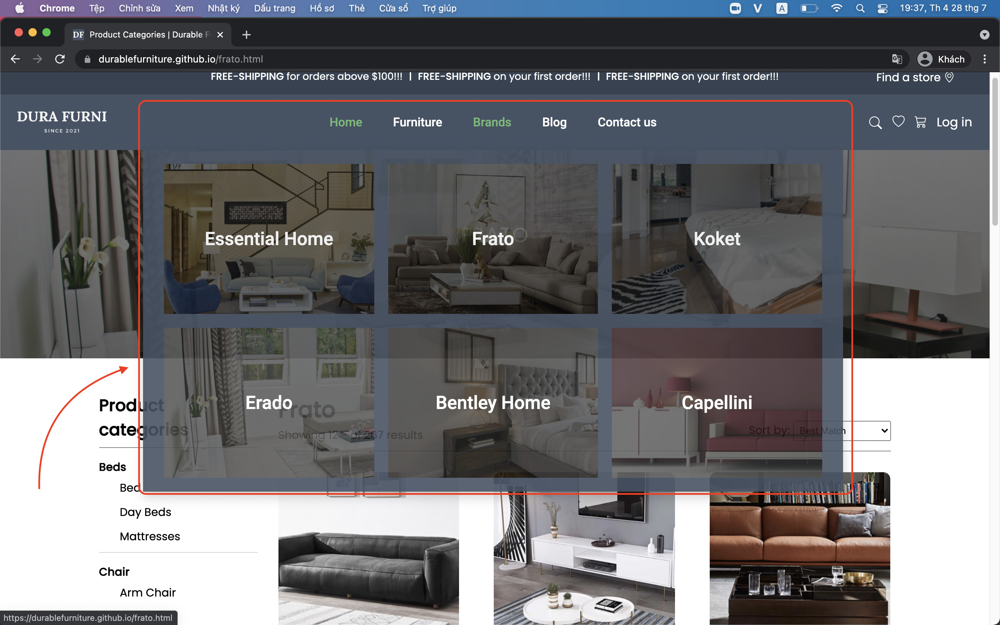 Chrome Tệp Chỉnh sửa Xem Nhật ký Dấu trang Hồ sơ Thẻ Cửa sổ Trợ giúp V A 19:37, Th 4 28 thg 7
DF Product Categories | Durable F
durablefurniture.github.io/frato.html Khách
FREE-SHIPPING for orders above $100!!! | FREE-SHIPPING on your first order!!! | FREE-SHIPPING on your first order!!! Find a store
DURA FURNI
SINCE 2021
Home Furniture Brands Blog Contact us Log in
FRATO
Essential Home Frato Koket
Erado Bentley Home Capellini
Product
categories
Frato
Showing 12 - of 267 results
Sort by: Best Match
Beds
Bed
Day Beds
Mattresses
Chair
Arm Chair
https://durablefurniture.github.io/frato.html